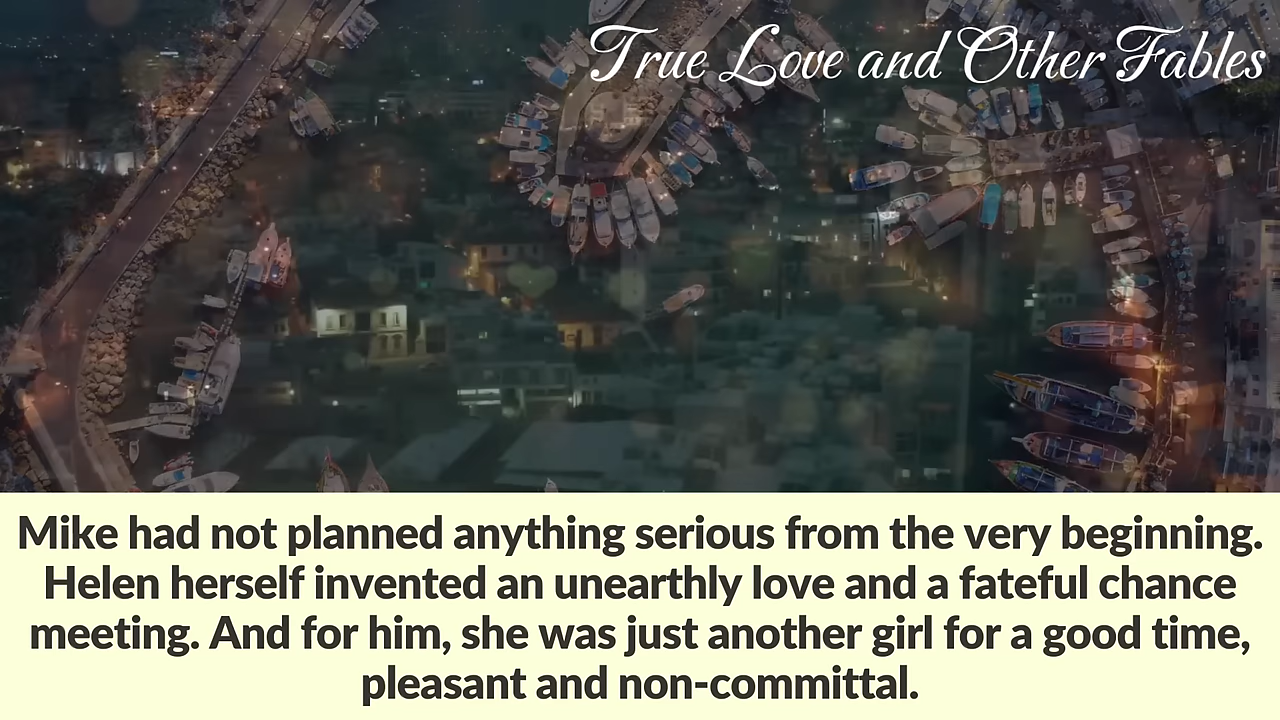 True Love and Other Fables
Mike had not planned anything serious from the very beginning.
Helen herself invented an unearthly love and a fateful chance
meeting. And for him, she was just another girl for a good time,
pleasant and non-committal.